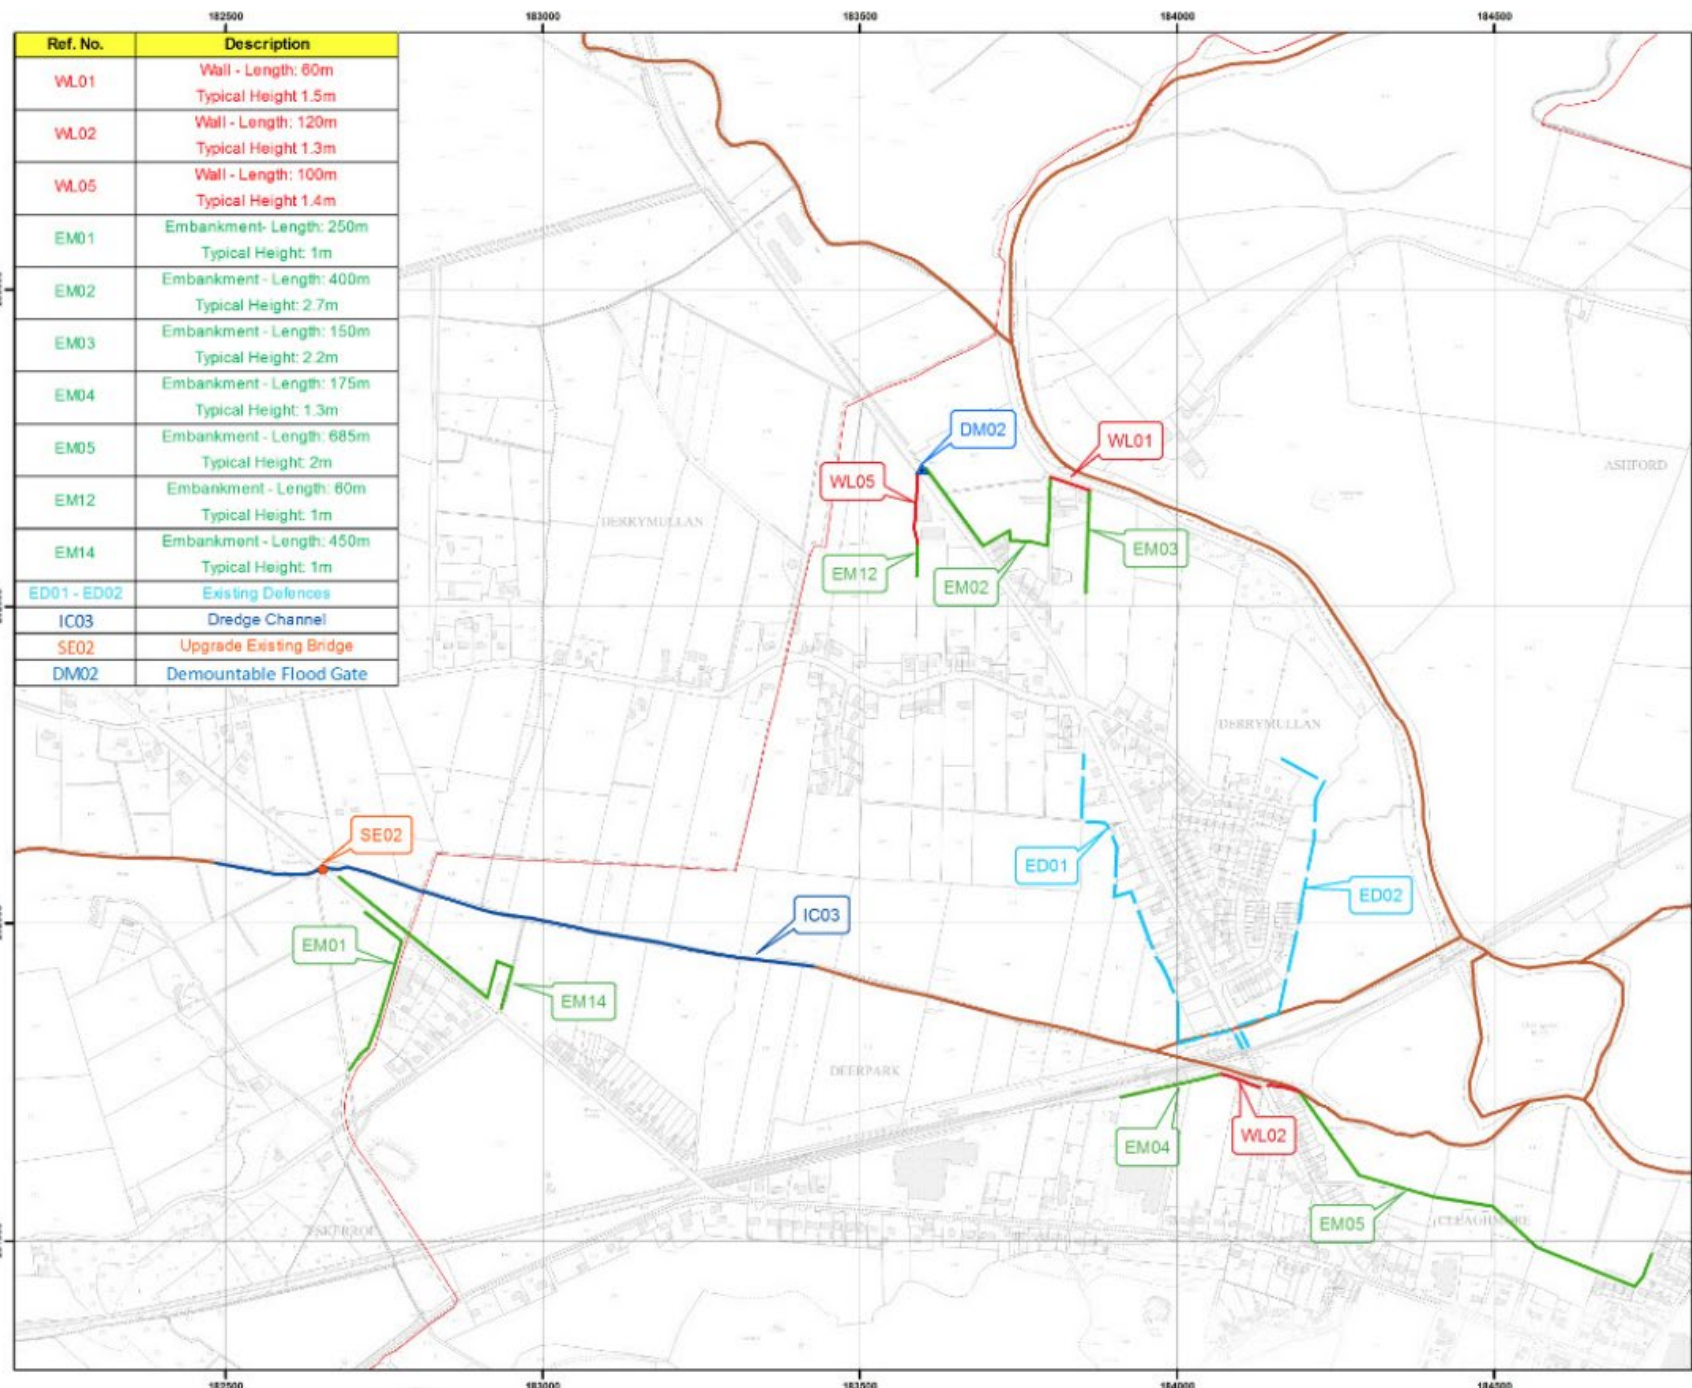 182500 183000 183500 184000 184500
Ref. No. Description
WL01 Wall - Length: 60m
Typical Height 1.5m
WL02 Wall - Length: 120m
Typical Height 1.3m
WL05 Wall - Length: 100m
Typical Height 1.4m
EM01 Embankment- Length: 250m
Typical Height: 1m
EM02 Embankment - Length: 400m
Typical Height: 2.7m
EM03 Embankment - Length: 150m
Typical Height: 2.2m
EM04 Embankment - Length: 175m
Typical Height: 1.3m
EM05 Embankment - Length: 685m
Typical Height: 2m
EM12 Embankment - Length: 60m
Typical Height: 1m
EM14 Embankment - Length: 450m
Typical Height: 1m
ED01 - ED02 Existing Defences
IC03 Dredge Channel
SE02 Upgrade Existing Bridge
DM02 Demountable Flood Gate
DM02
WL01
ASHFORD
WL05
DERRYMULLAN
EM03
EM12
EM02
DERRYMULLAN
SE02
ED01
ED02
IC03
EM01
EM14
DEERPARK
WL02
EM04
EM05
CLEAGHMORE
182500 183000 183500 184000 184500